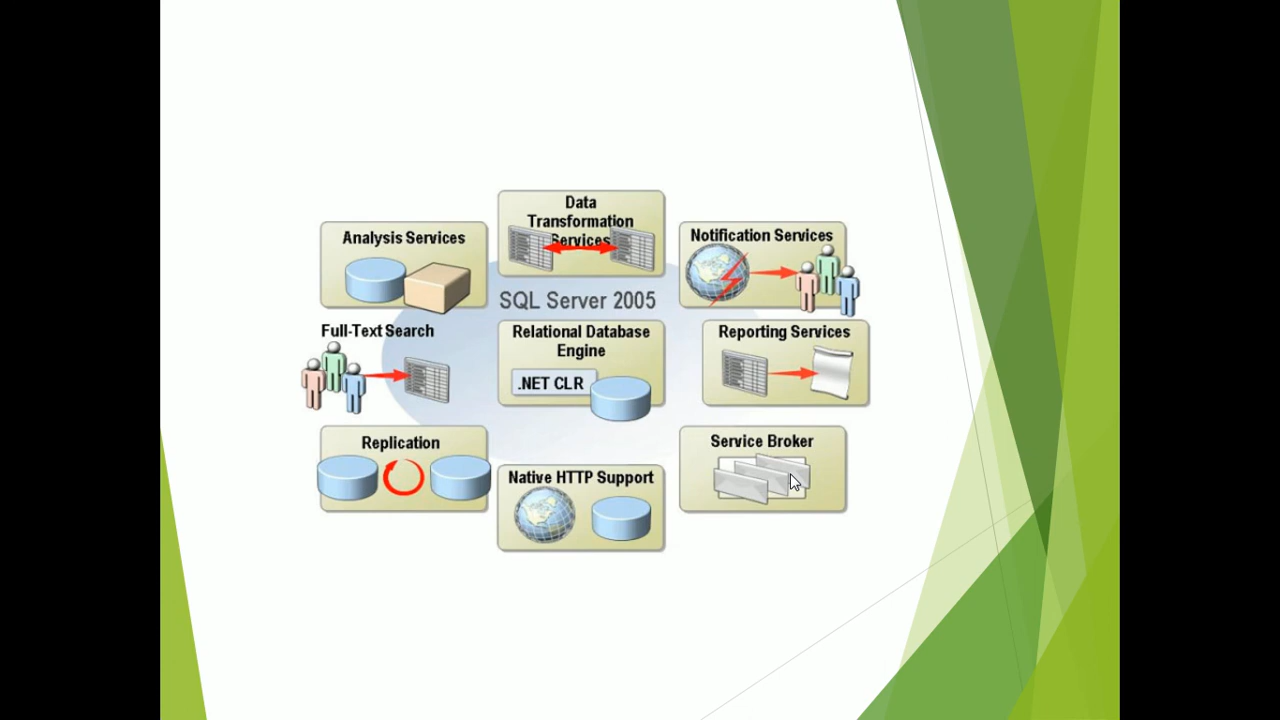 Data
Transformation
Services
Analysis Services
Notification Services
SQL Server 2005
Full-Text Search
Relational Database
Engine
.NET CLR
Reporting Services
Replication
Native HTTP Support
Service Broker